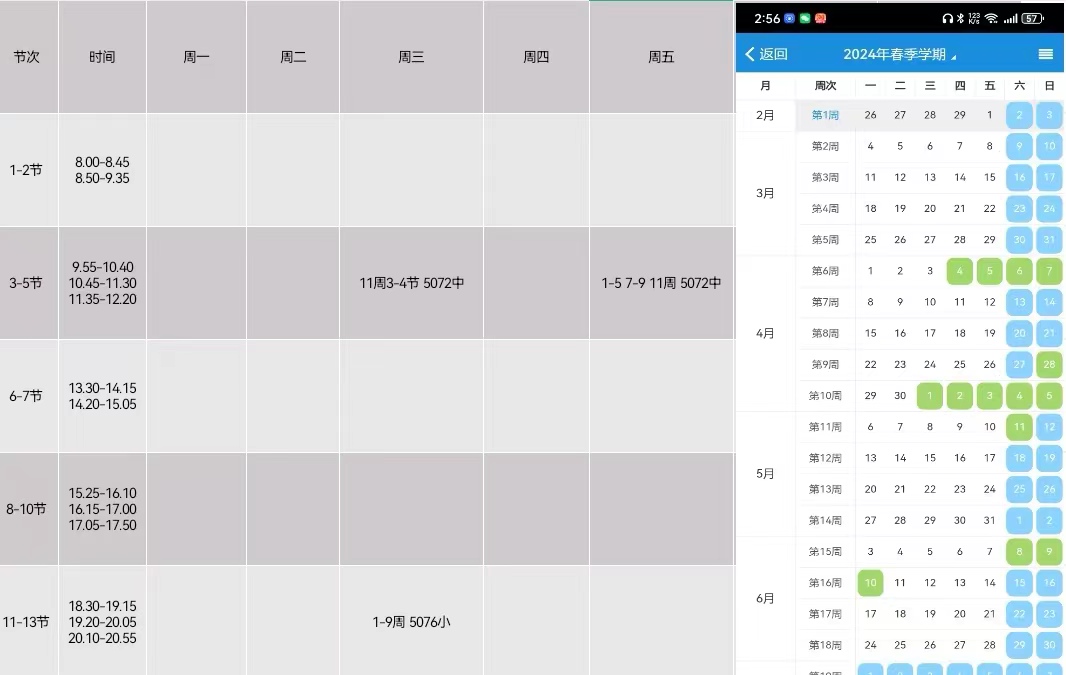 节次 时间 周一 周二 周三 周四 周五
1-2节
8.00-8.45
8.50-9.35
3-5节
9.55-10.40
10.45-11.30
11.35-12.20
11周3-4节 5072中
1-5 7-9 11周 5072中
6-7节
13.30-14.15
14.20-15.05
8-10节
15.25-16.10
16.15-17.00
17.05-17.50
11-13节
18.30-19.15
19.20-20.05
20.10-20.55
1-9周 5076小
2:56 123 K/s 57
返回 2024年春季学期
月 周次 一 二 三 四 五 六 日
2月 第1周 26 27 28 29 1 2 3
第2周 4 5 6 7 8 9 10
3月
第3周 11 12 13 14 15 16 17
第4周 18 19 20 21 22 23 24
第5周 25 26 27 28 29 30 31
第6周 1 2 3 4 5 6 7
第7周 8 9 10 11 12 13 14
4月
第8周 15 16 17 18 19 20 21
第9周 22 23 24 25 26 27 28
第10周 29 30 1 2 3 4 5
第11周 6 7 8 9 10 11 12
第12周 13 14 15 16 17 18 19
5月
第13周 20 21 22 23 24 25 26
第14周 27 28 29 30 31 1 2
第15周 3 4 5 6 7 8 9
第16周 10 11 12 13 14 15 16
6月
第17周 17 18 19 20 21 22 23
第18周 24 25 26 27 28 29 30